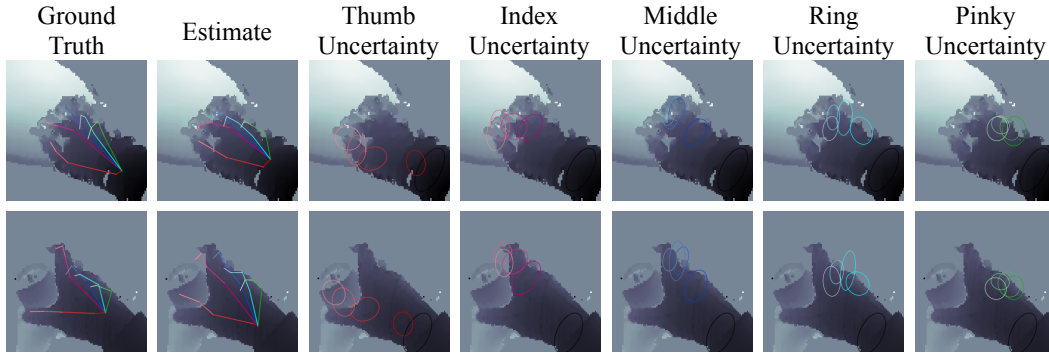 Ground
Truth
Estimate
Thumb
Uncertainty
Index
Uncertainty
Middle
Uncertainty
Ring
Uncertainty
Pinky
Uncertainty